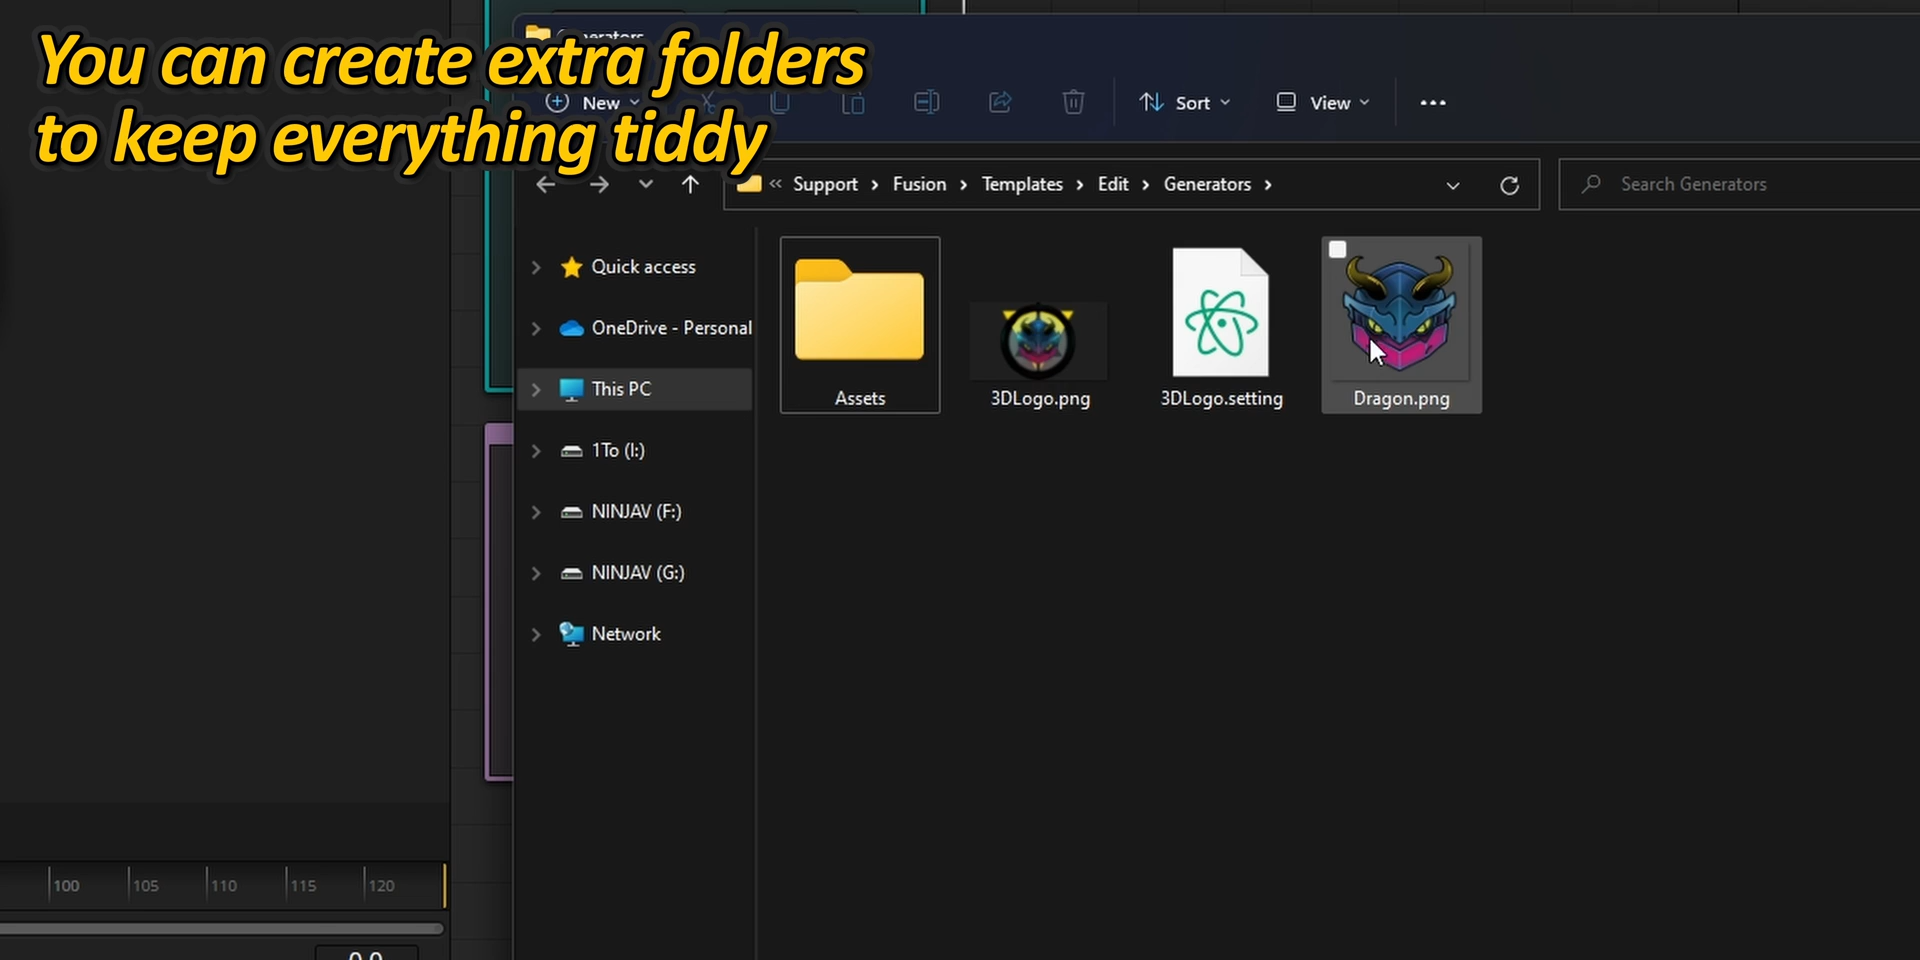 You can create extra folders
to keep everything tiddy
New
Sort
View
Support
Fusion
Templates
Edit
Generators
Search Generators
Quick access
OneDrive - Personal
This PC
1To (I:)
NINJAV (F:)
NINJAV (G:)
Network
Assets
3DLogo.png
3DLogo.setting
Dragon.png
100
105
110
115
120